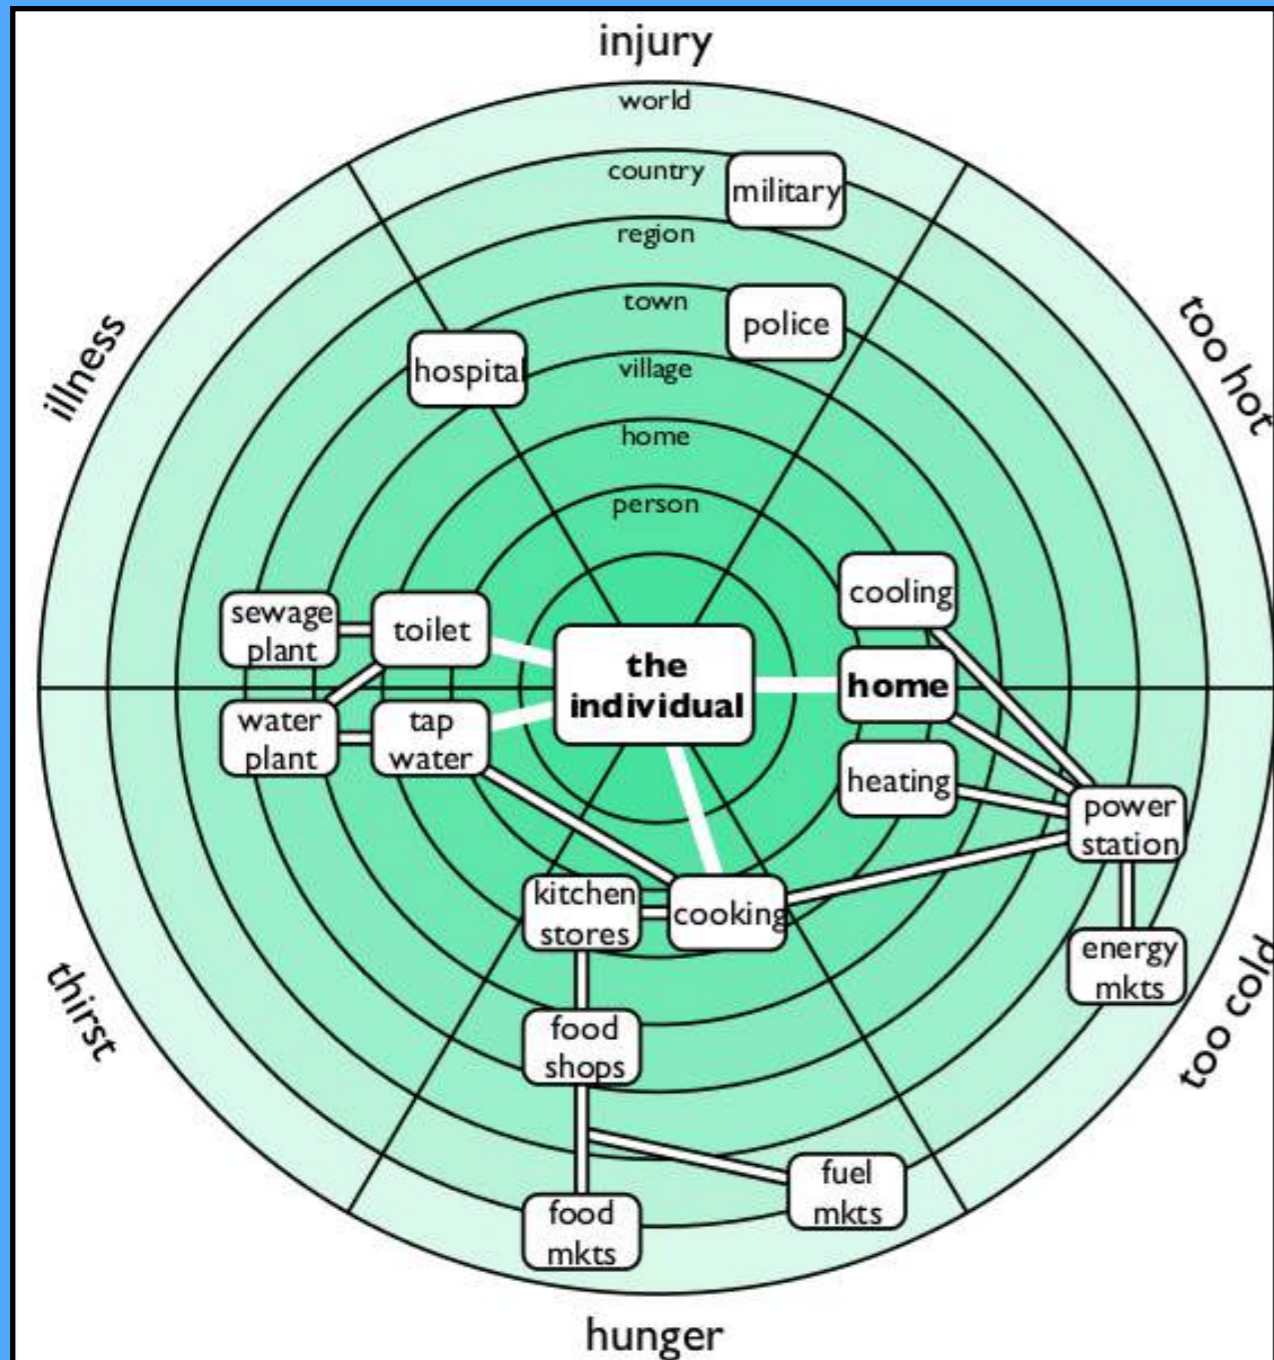 injury
world
country
military
region
town
police
village
hospital
home
person
illness
too hot
cooling
sewage
plant
toilet
the
individual
home
water
plant
tap
water
heating
power
station
kitchen
stores
cooking
energy
mkts
thirst
too cold
food
shops
fuel
mkts
food
mkts
hunger